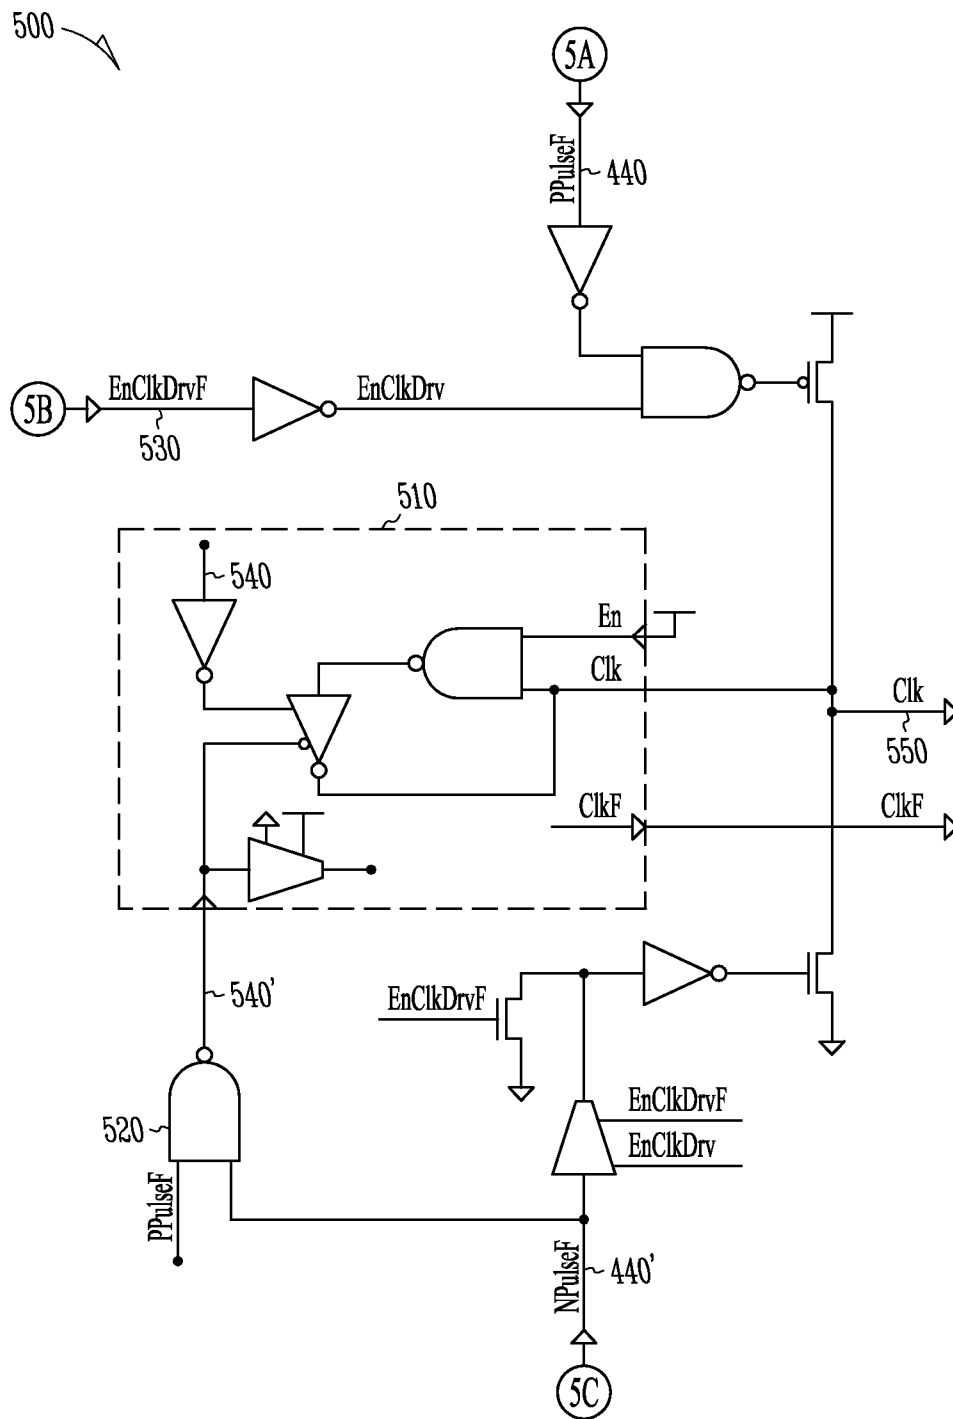 500
5A
PPulseF
440
5B
EnClkDrvF
530
EnClkDrv
510
540
En
Clk
Clk
550
ClkF
ClkF
EnClkDrvF
540'
EnClkDrvF
520
EnClkDrv
PPulseF
NPulseF
440'
5C